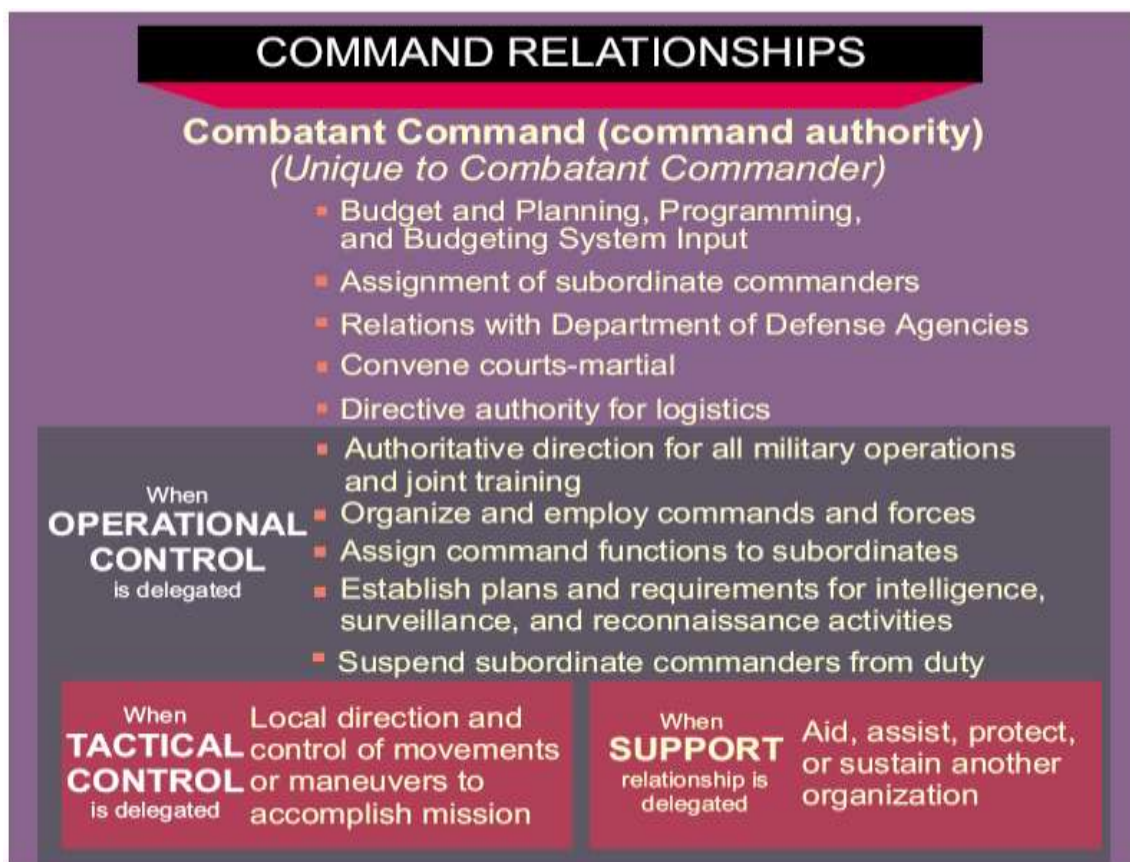 COMMAND RELATIONSHIPS
Combatant Command (command authority)
(Unique to Combatant Commander)
Budget and Planning, Programming,
and Budgeting System Input
Assignment of subordinate commanders
Relations with Department of Defense Agencies
Convene courts-martial
Directive authority for logistics
When
OPERATIONAL
CONTROL
is delegated
Authoritative direction for all military operations
and joint training
Organize and employ commands and forces
Assign command functions to subordinates
Establish plans and requirements for intelligence,
surveillance, and reconnaissance activities
Suspend subordinate commanders from duty
When
TACTICAL
CONTROL
is delegated
Local direction and
control of movements
or maneuvers to
accomplish mission
When
SUPPORT
relationship is
delegated
Aid, assist, protect,
or sustain another
organization